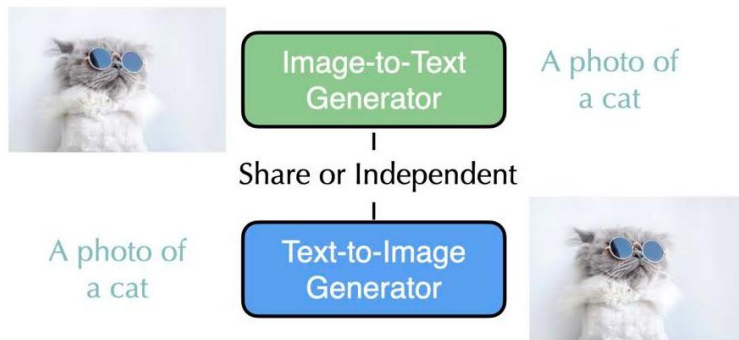 Image-to-Text
Generator
A photo of
a cat
Share or Independent
A photo of
a cat
Text-to-Image
Generator